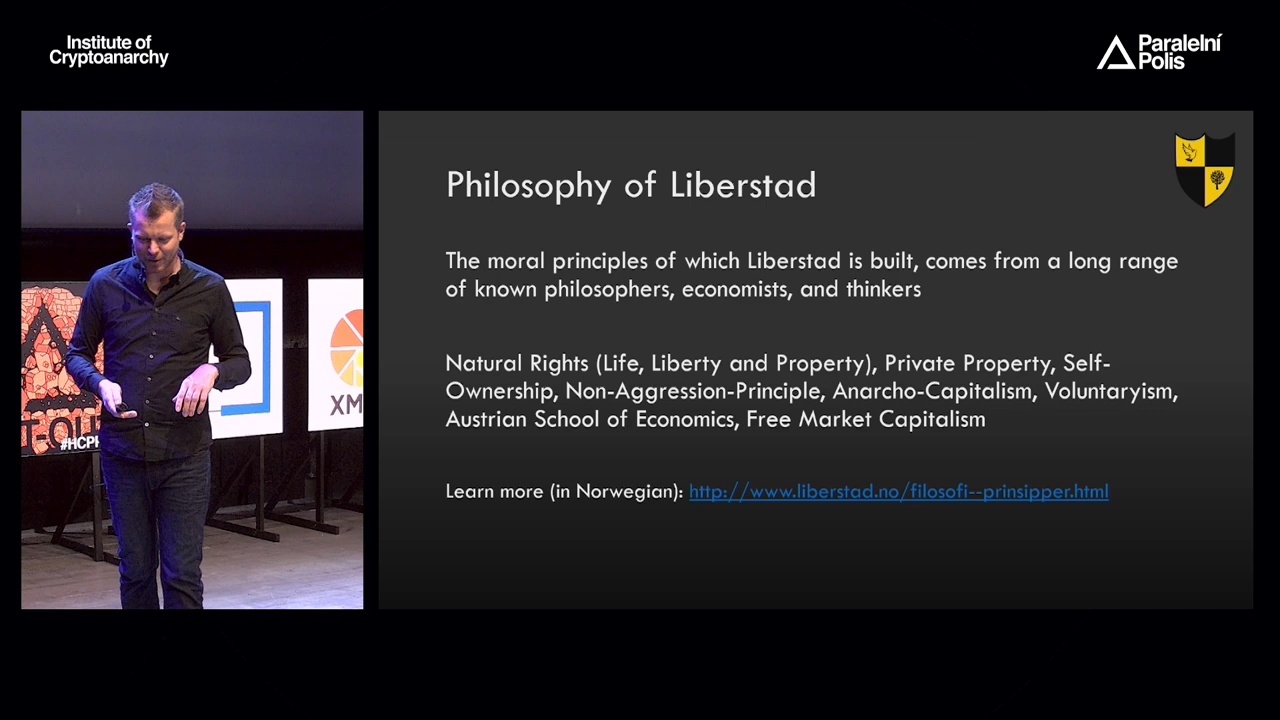 Institute of
Cryptoanarchy
Paralelní
Polis
Philosophy of Liberstad
The moral principles of which Liberstad is built, comes from a long range
of known philosophers, economists, and thinkers
Natural Rights (Life, Liberty and Property), Private Property, Self-
Ownership, Non-Aggression-Principle, Anarcho-Capitalism, Voluntaryism,
Austrian School of Economics, Free Market Capitalism
Learn more (in Norwegian): http://www.liberstad.no/filosofi--prinsipper.html
XM